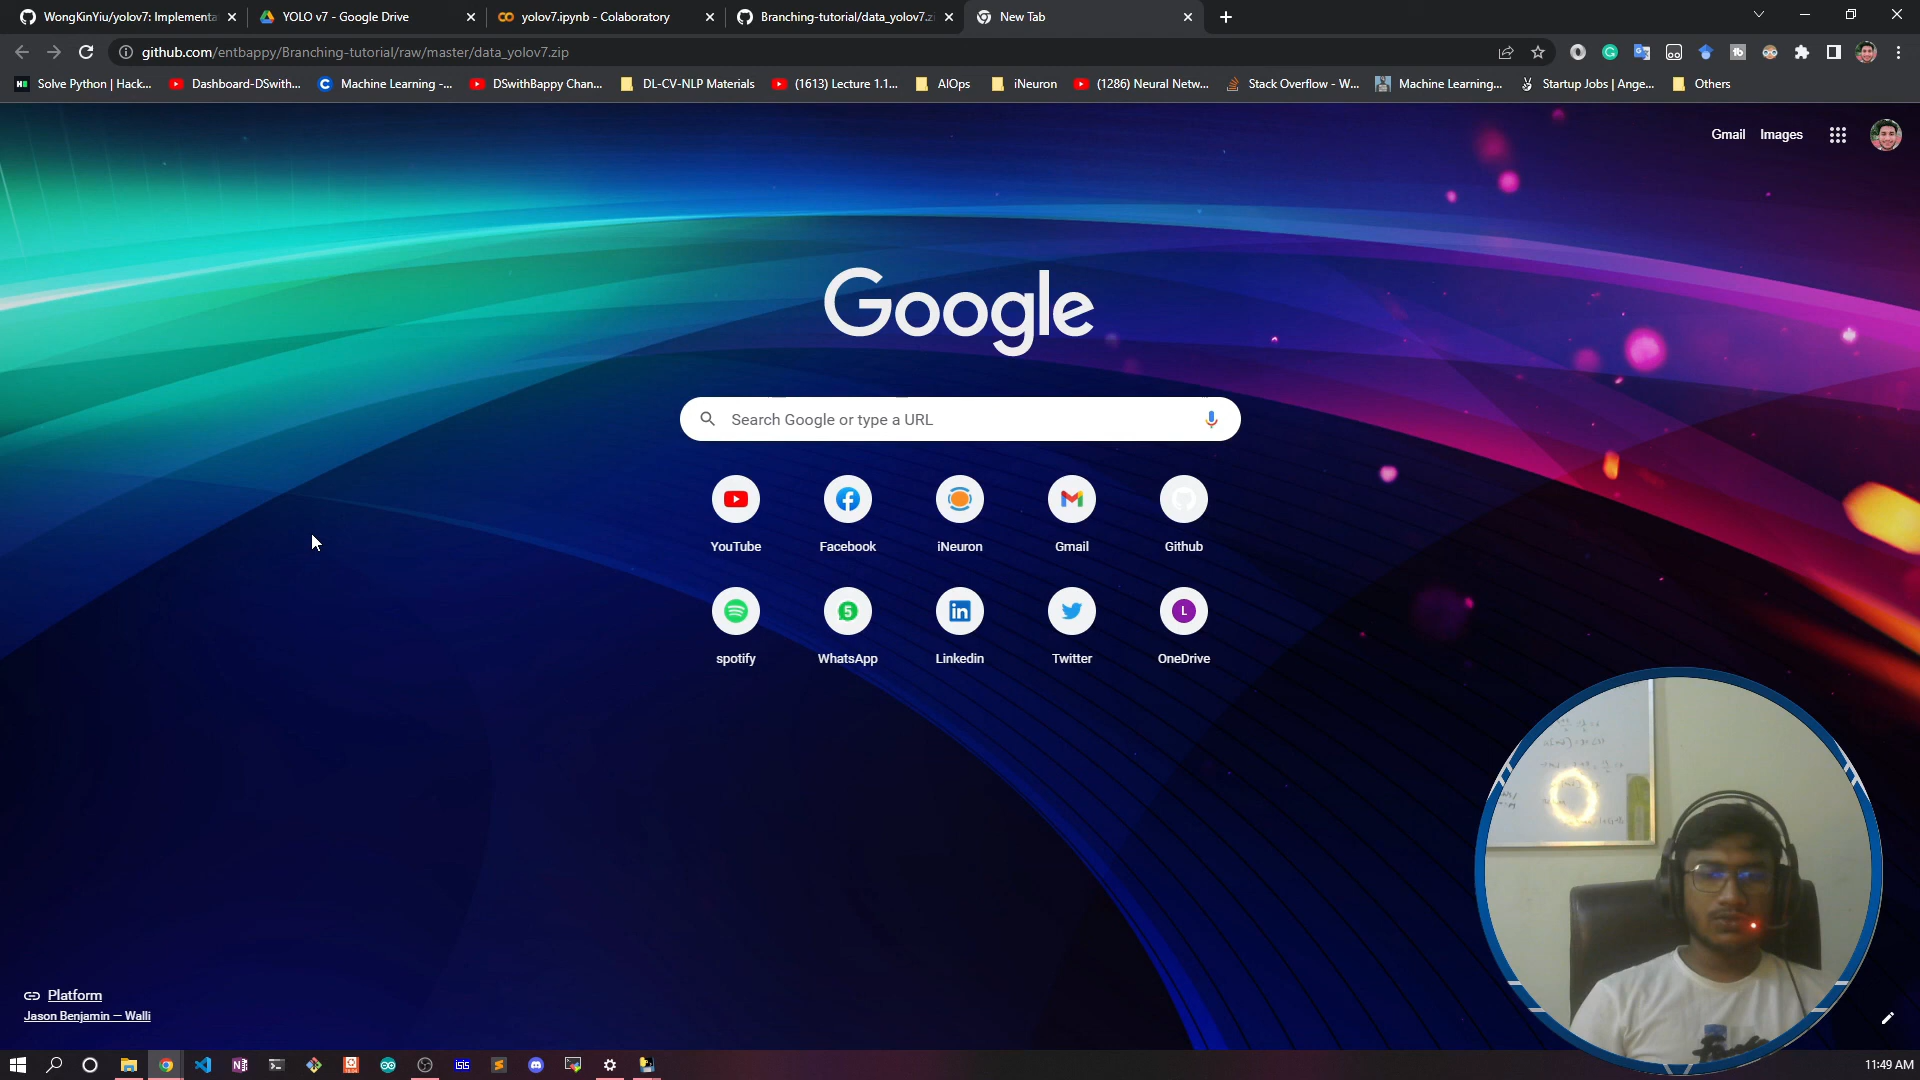 WongKinYiu/yolov7: Implementa
YOLO v7 - Google Drive
yolov7.ipynb - Colaboratory
Branching-tutorial/data_yolov7.z
New Tab
github.com/entbappy/Branching-tutorial/raw/master/data_yolov7.zip
Solve Python | Hack...
Dashboard-DSwith...
Machine Learning -...
DSwithBappy Chan...
DL-CV-NLP Materials
(1613) Lecture 1.1...
AIOps
iNeuron
(1286) Neural Netw...
Stack Overflow - W...
Machine Learning...
Startup Jobs | Ange...
Others
Gmail
Images
Google
Search Google or type a URL
YouTube
Facebook
iNeuron
Gmail
Github
spotify
WhatsApp
Linkedin
Twitter
OneDrive
Platform
Jason Benjamin — Walli
11:49 AM